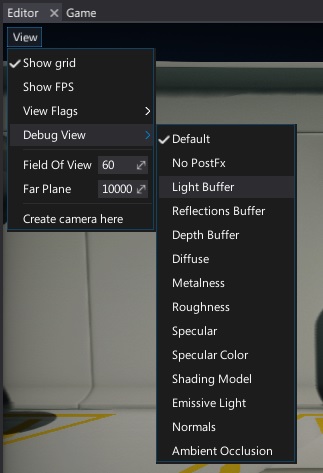 Editor × Game
View
Show grid
Show FPS
View Flags
Debug View
Field Of View 60
Far Plane 10000
Create camera here
Default
No PostFx
Light Buffer
Reflections Buffer
Depth Buffer
Diffuse
Metalness
Roughness
Specular
Specular Color
Shading Model
Emissive Light
Normals
Ambient Occlusion